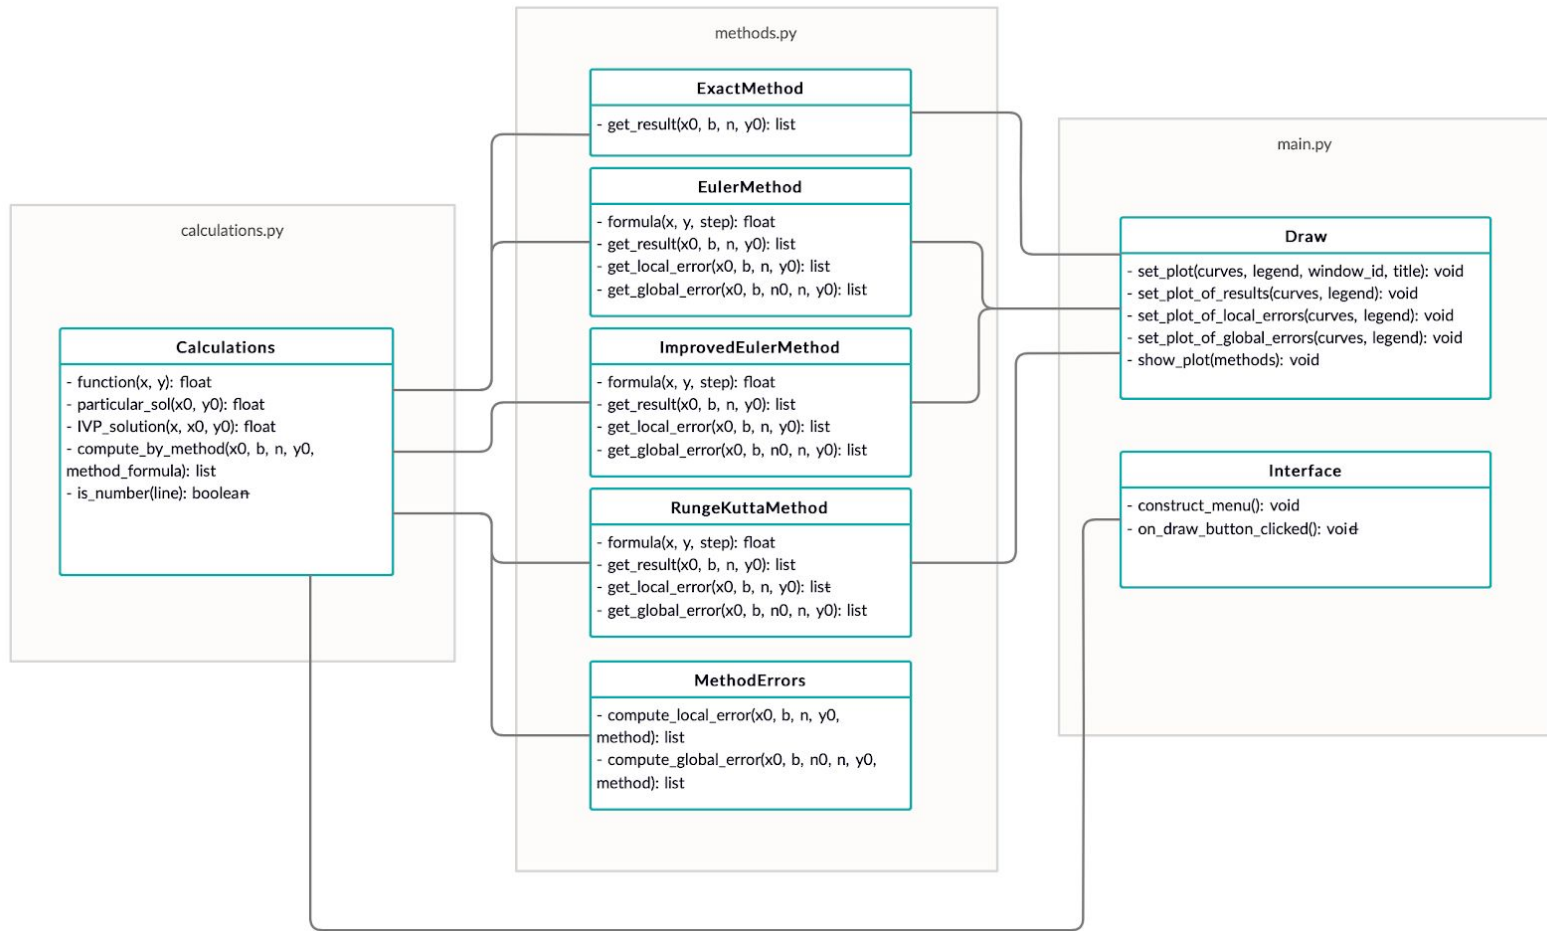 calculations.py
Calculations
- function(x, y): float
- particular_sol(x0, y0): float
- IVP_solution(x, x0, y0): float
- compute_by_method(x0, b, n, y0,
method_formula): list
- is_number(line): boolean
methods.py
ExactMethod
- get_result(x0, b, n, y0): list
EulerMethod
- formula(x, y, step): float
- get_result(x0, b, n, y0): list
- get_local_error(x0, b, n, y0): list
- get_global_error(x0, b, n0, n, y0): list
ImprovedEulerMethod
- formula(x, y, step): float
- get_result(x0, b, n, y0): list
- get_local_error(x0, b, n, y0): list
- get_global_error(x0, b, n0, n, y0): list
RungeKuttaMethod
- formula(x, y, step): float
- get_result(x0, b, n, y0): list
- get_local_error(x0, b, n, y0): list
- get_global_error(x0, b, n0, n, y0): list
MethodErrors
- compute_local_error(x0, b, n, y0,
method): list
- compute_global_error(x0, b, n0, n, y0,
method): list
main.py
Draw
- set_plot(curves, legend, window_id, title): void
- set_plot_of_results(curves, legend): void
- set_plot_of_local_errors(curves, legend): void
- set_plot_of_global_errors(curves, legend): void
- show_plot(methods): void
Interface
- construct_menu(): void
- on_draw_button_clicked(): void